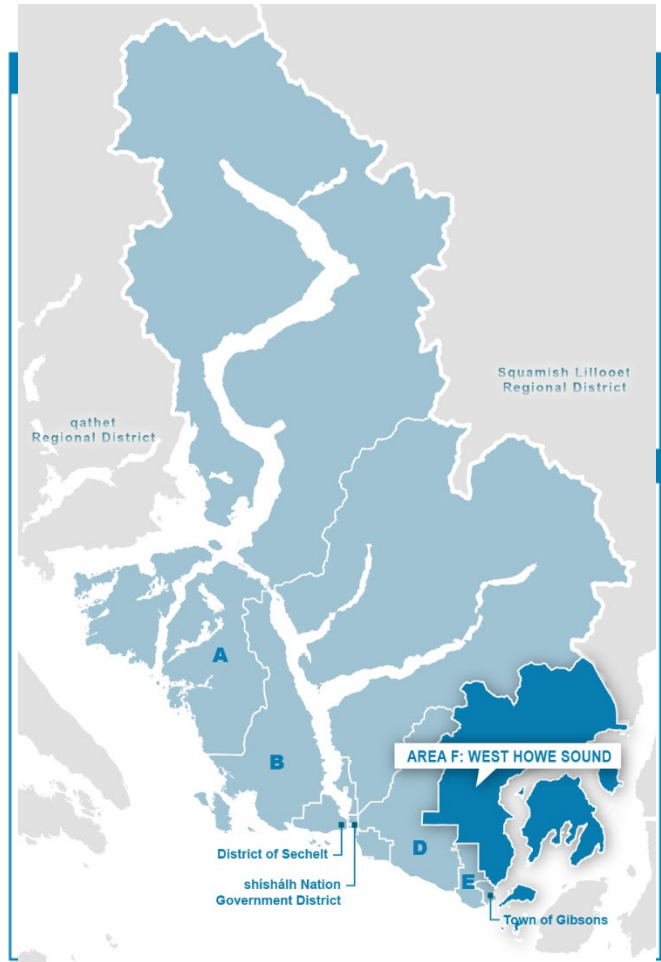 Squamish Lillooet
Regional District
qathet
Regional District
A
AREA F: WEST HOWE SOUND
B
District of Sechelt
D
shíshálh Nation
Government District
E
Town of Gibsons